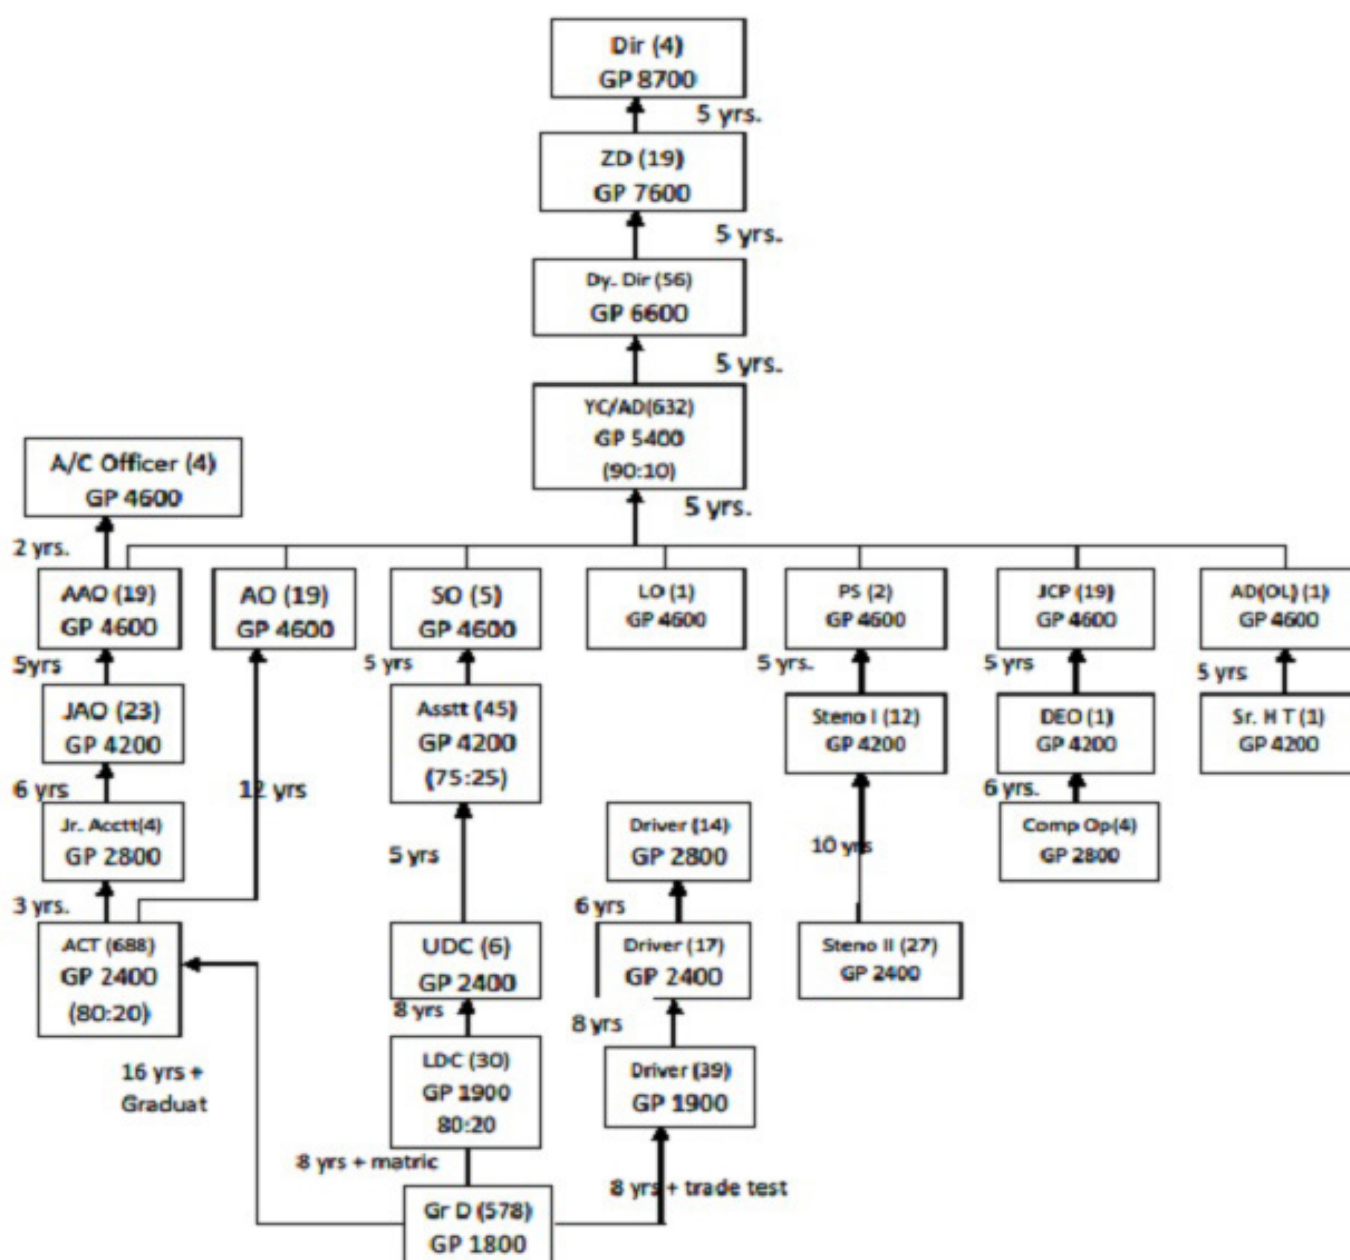 Dir (4)
GP 8700
5 yrs.
ZD (19)
GP 7600
5 yrs.
Dy. Dir (56)
GP 6600
5 yrs.
YC/AD(632)
GP 5400
(90:10)
5 yrs.
A/C Officer (4)
GP 4600
2 yrs.
AAO (19)
GP 4600
AO (19)
GP 4600
SO (5)
GP 4600
LO (1)
GP 4600
PS (2)
GP 4600
JCP (19)
GP 4600
AD(OL) (1)
GP 4600
5yrs
5 yrs
5 yrs.
5 yrs
5 yrs
JAO (23)
GP 4200
Asstt (45)
GP 4200
(75:25)
Steno I (12)
GP 4200
DEO (1)
GP 4200
Sr. H T (1)
GP 4200
6 yrs
12 yrs
6 yrs.
Jr. Acctt(4)
GP 2800
5 yrs
Driver (14)
GP 2800
10 yrs
Comp Op(4)
GP 2800
3 yrs.
6 yrs
ACT (688)
GP 2400
(80:20)
UDC (6)
GP 2400
Driver (17)
GP 2400
Steno II (27)
GP 2400
8 yrs
8 yrs
16 yrs +
Graduat
LDC (30)
GP 1900
80:20
Driver (39)
GP 1900
8 yrs + matric
8 yrs + trade test
Gr D (578)
GP 1800